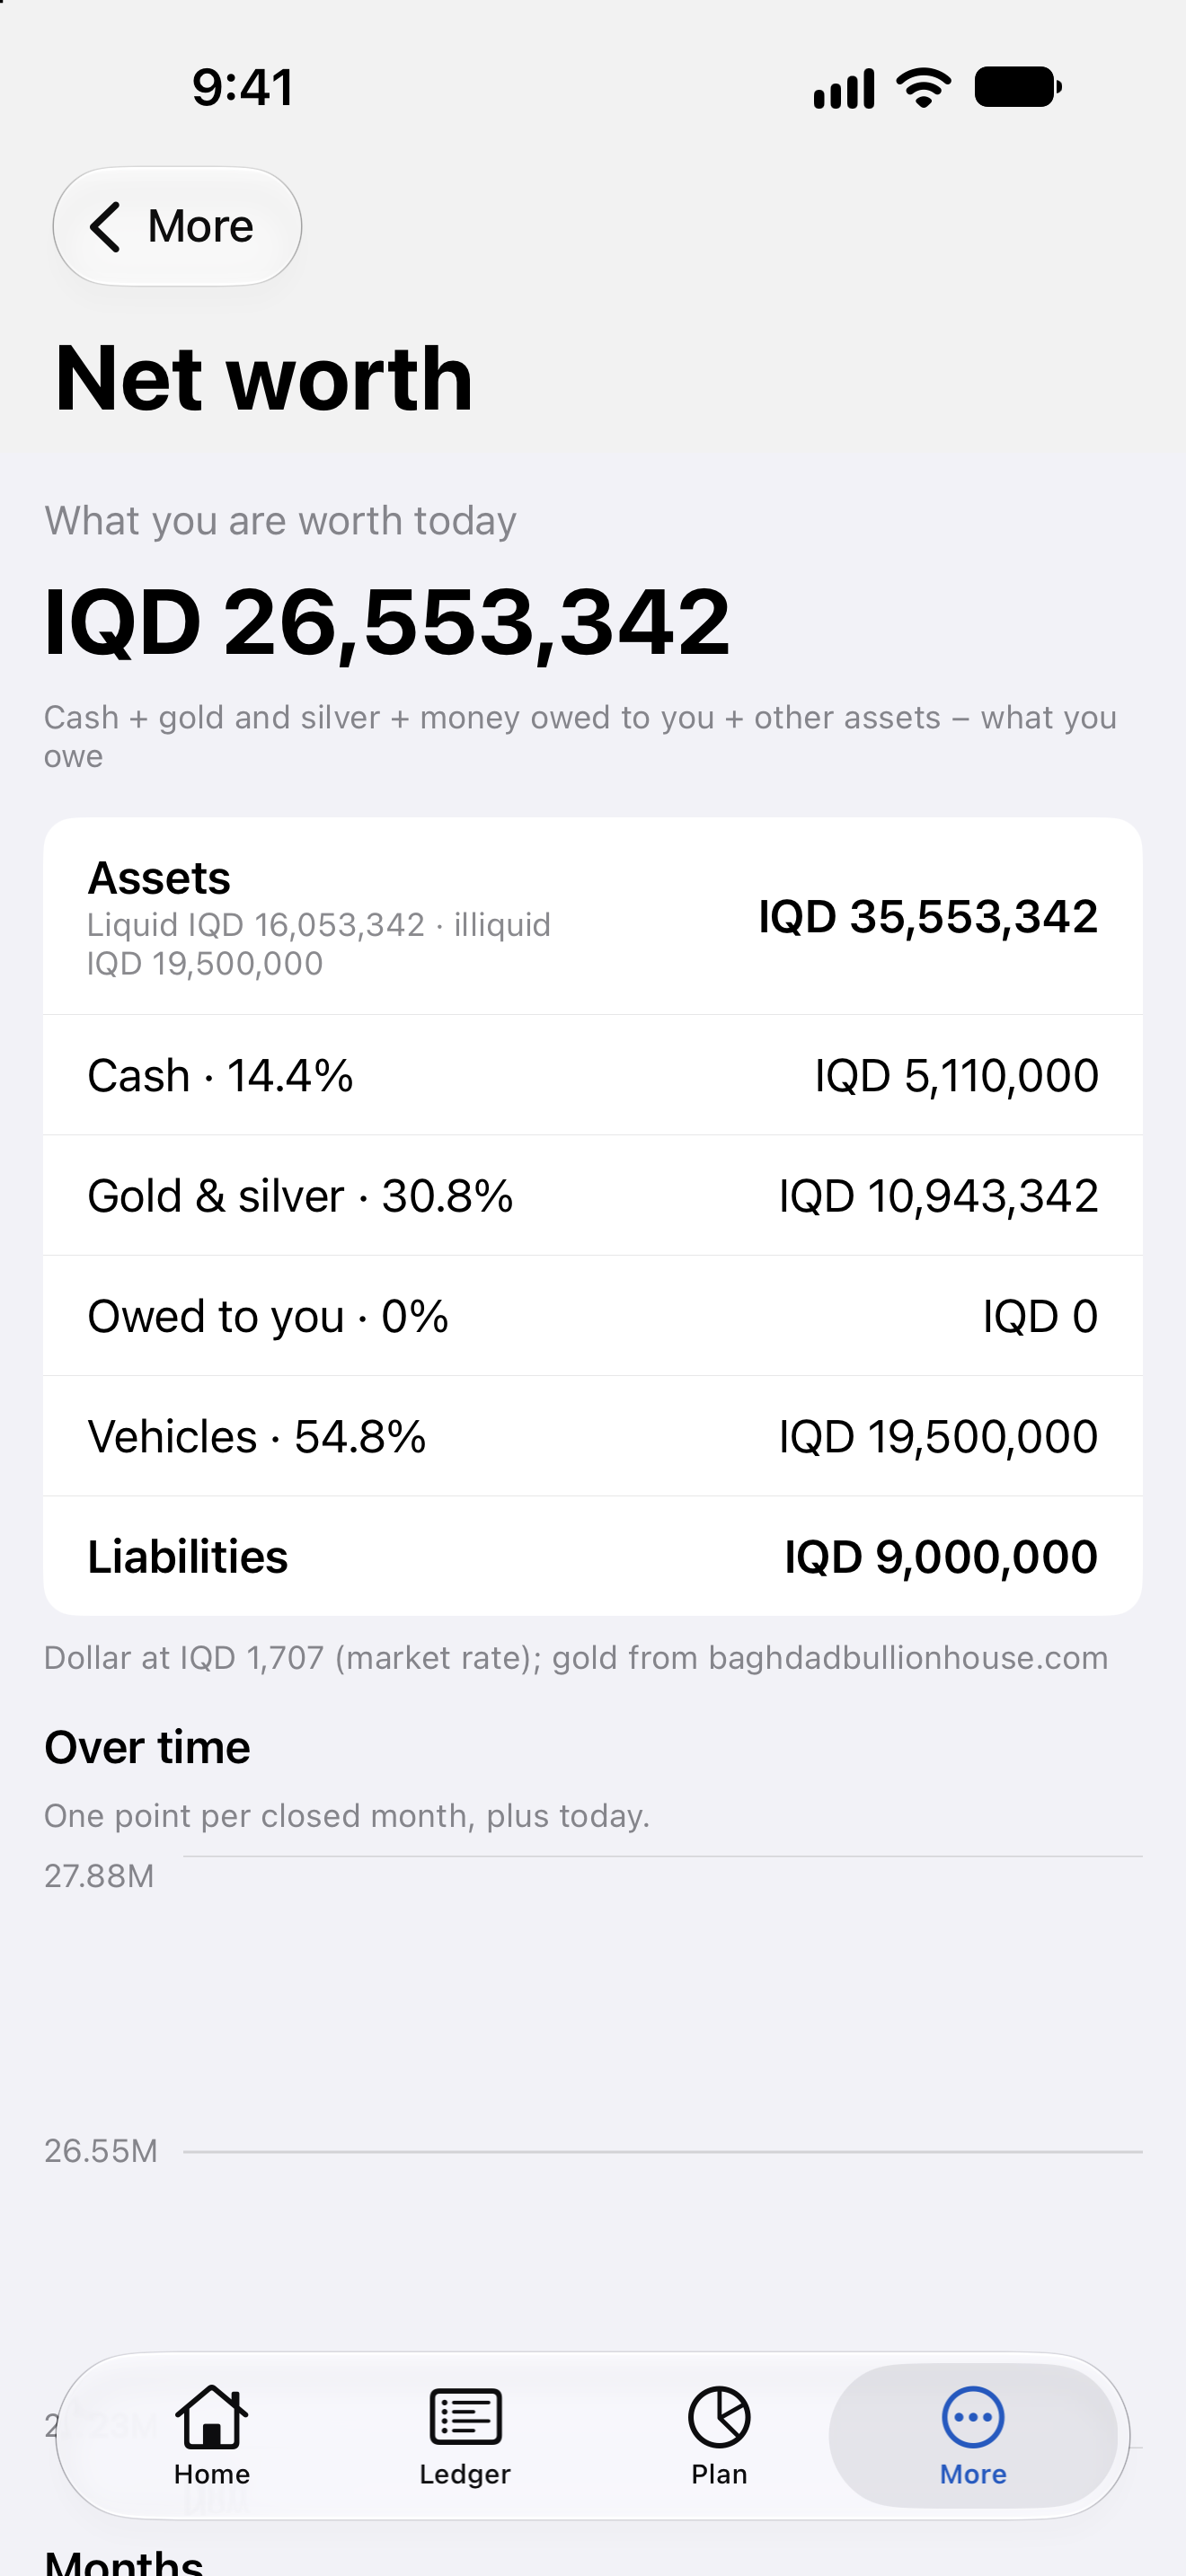 9:41
More
Net worth
What you are worth today
IQD 26,553,342
Cash + gold and silver + money owed to you + other assets – what you
owe
Assets
Liquid IQD 16,053,342 · illiquid
IQD 19,500,000
IQD 35,553,342
Cash · 14.4%
IQD 5,110,000
Gold & silver · 30.8%
IQD 10,943,342
Owed to you · 0%
IQD 0
Vehicles · 54.8%
IQD 19,500,000
Liabilities
IQD 9,000,000
Dollar at IQD 1,707 (market rate); gold from baghdadbullionhouse.com
Over time
One point per closed month, plus today.
27.88M
26.55M
Home
Ledger
Plan
More
Months